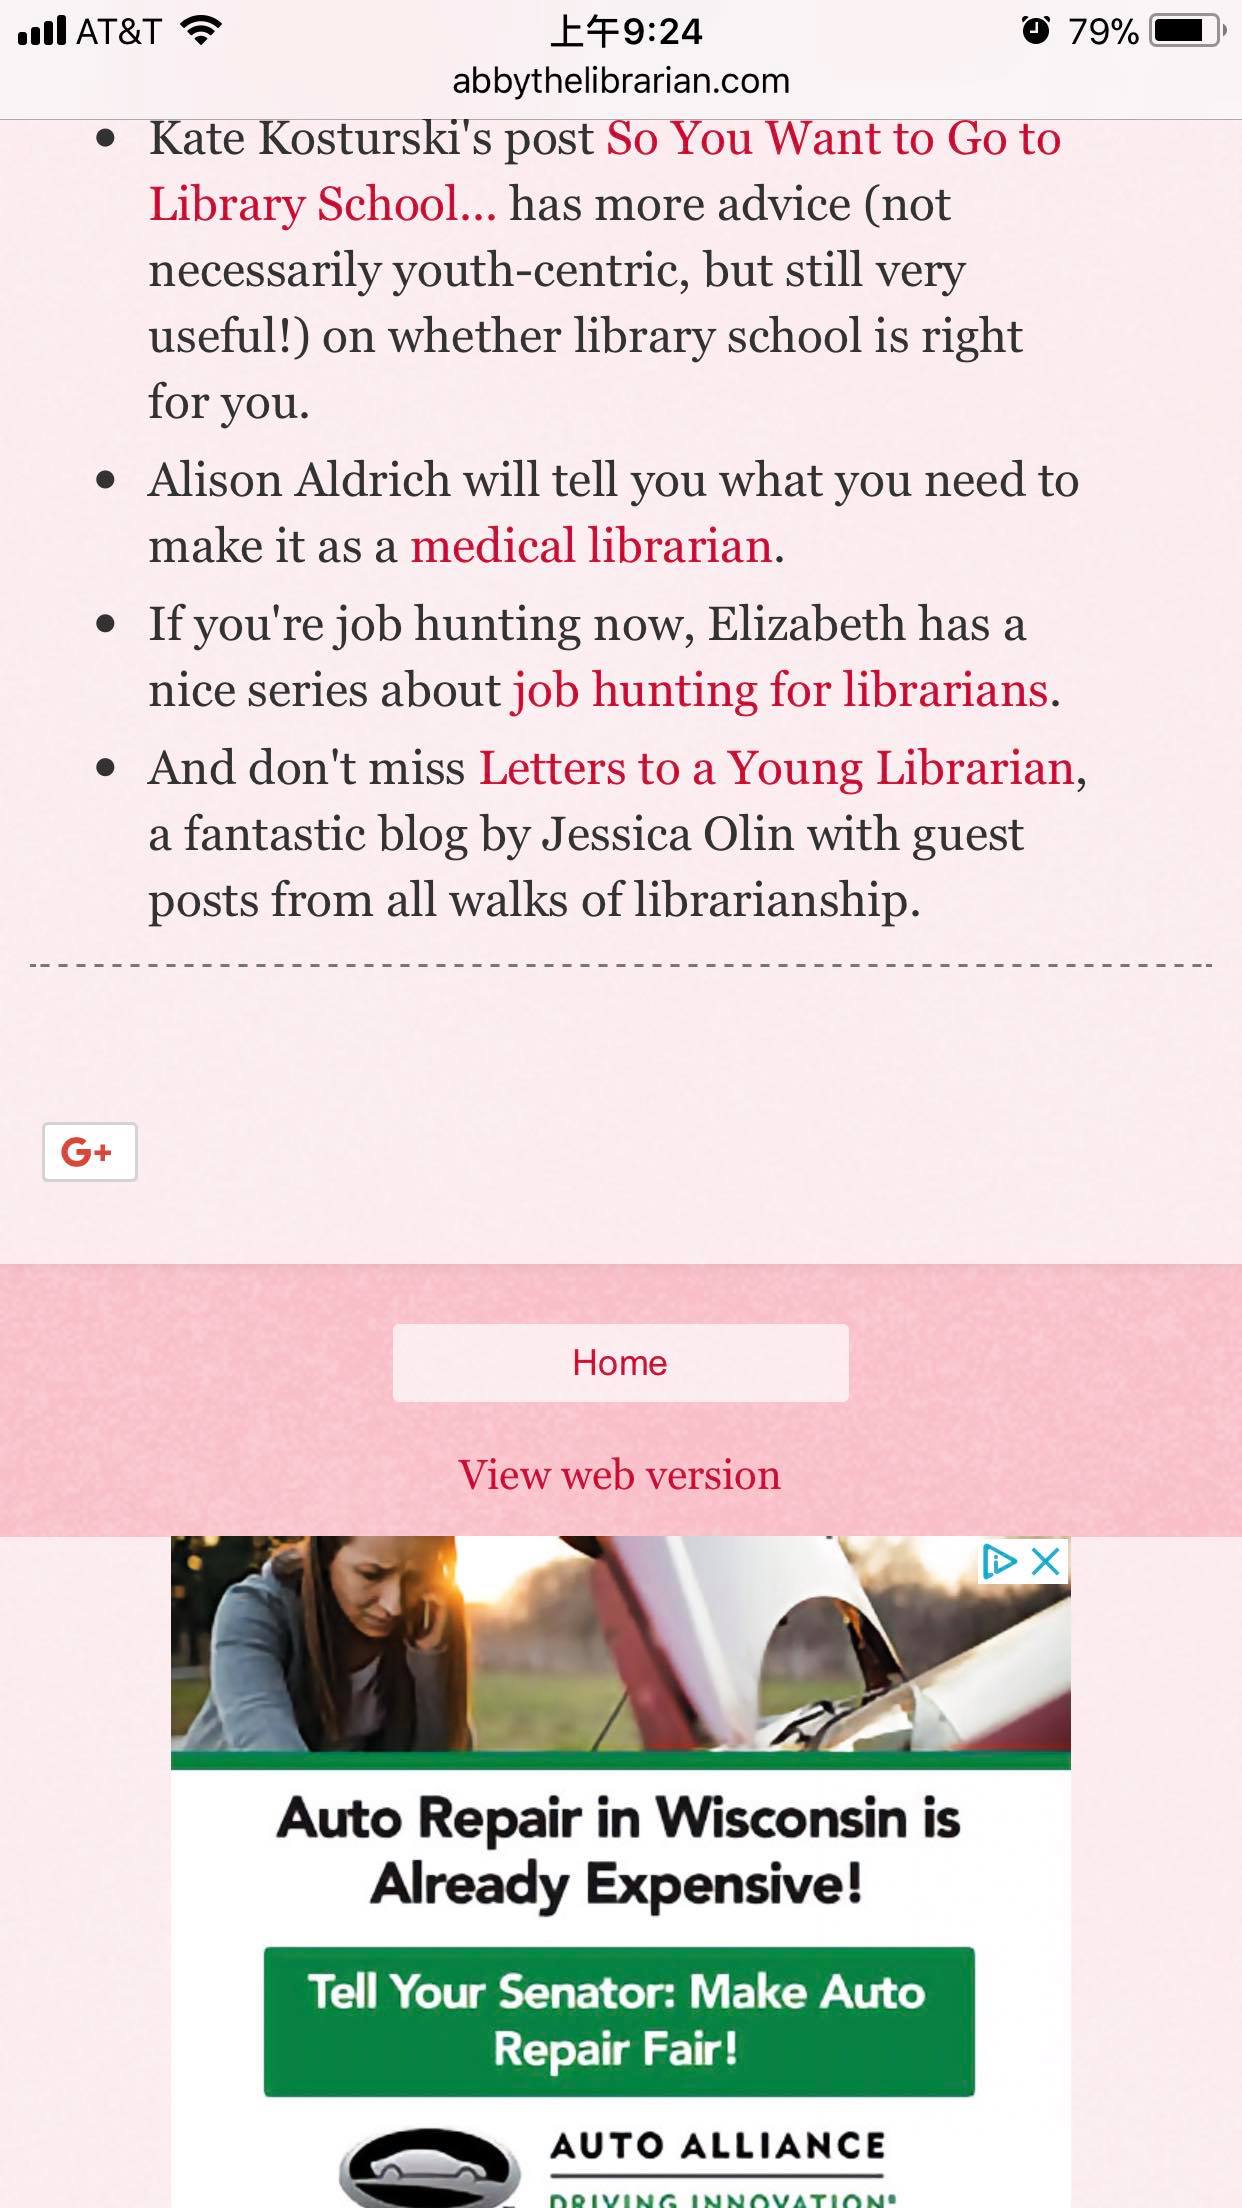 AT&T 上午9:24 79%
abbythelibrarian.com
• Kate Kosturski's post So You Want to Go to
Library School... has more advice (not
necessarily youth-centric, but still very
useful!) on whether library school is right
for you.
• Alison Aldrich will tell you what you need to
make it as a medical librarian.
• If you're job hunting now, Elizabeth has a
nice series about job hunting for librarians.
• And don't miss Letters to a Young Librarian,
a fantastic blog by Jessica Olin with guest
posts from all walks of librarianship.
G+
Home
View web version
Auto Repair in Wisconsin is
Already Expensive!
Tell Your Senator: Make Auto
Repair Fair!
AUTO ALLIANCE
DRIVING INNOVATION®